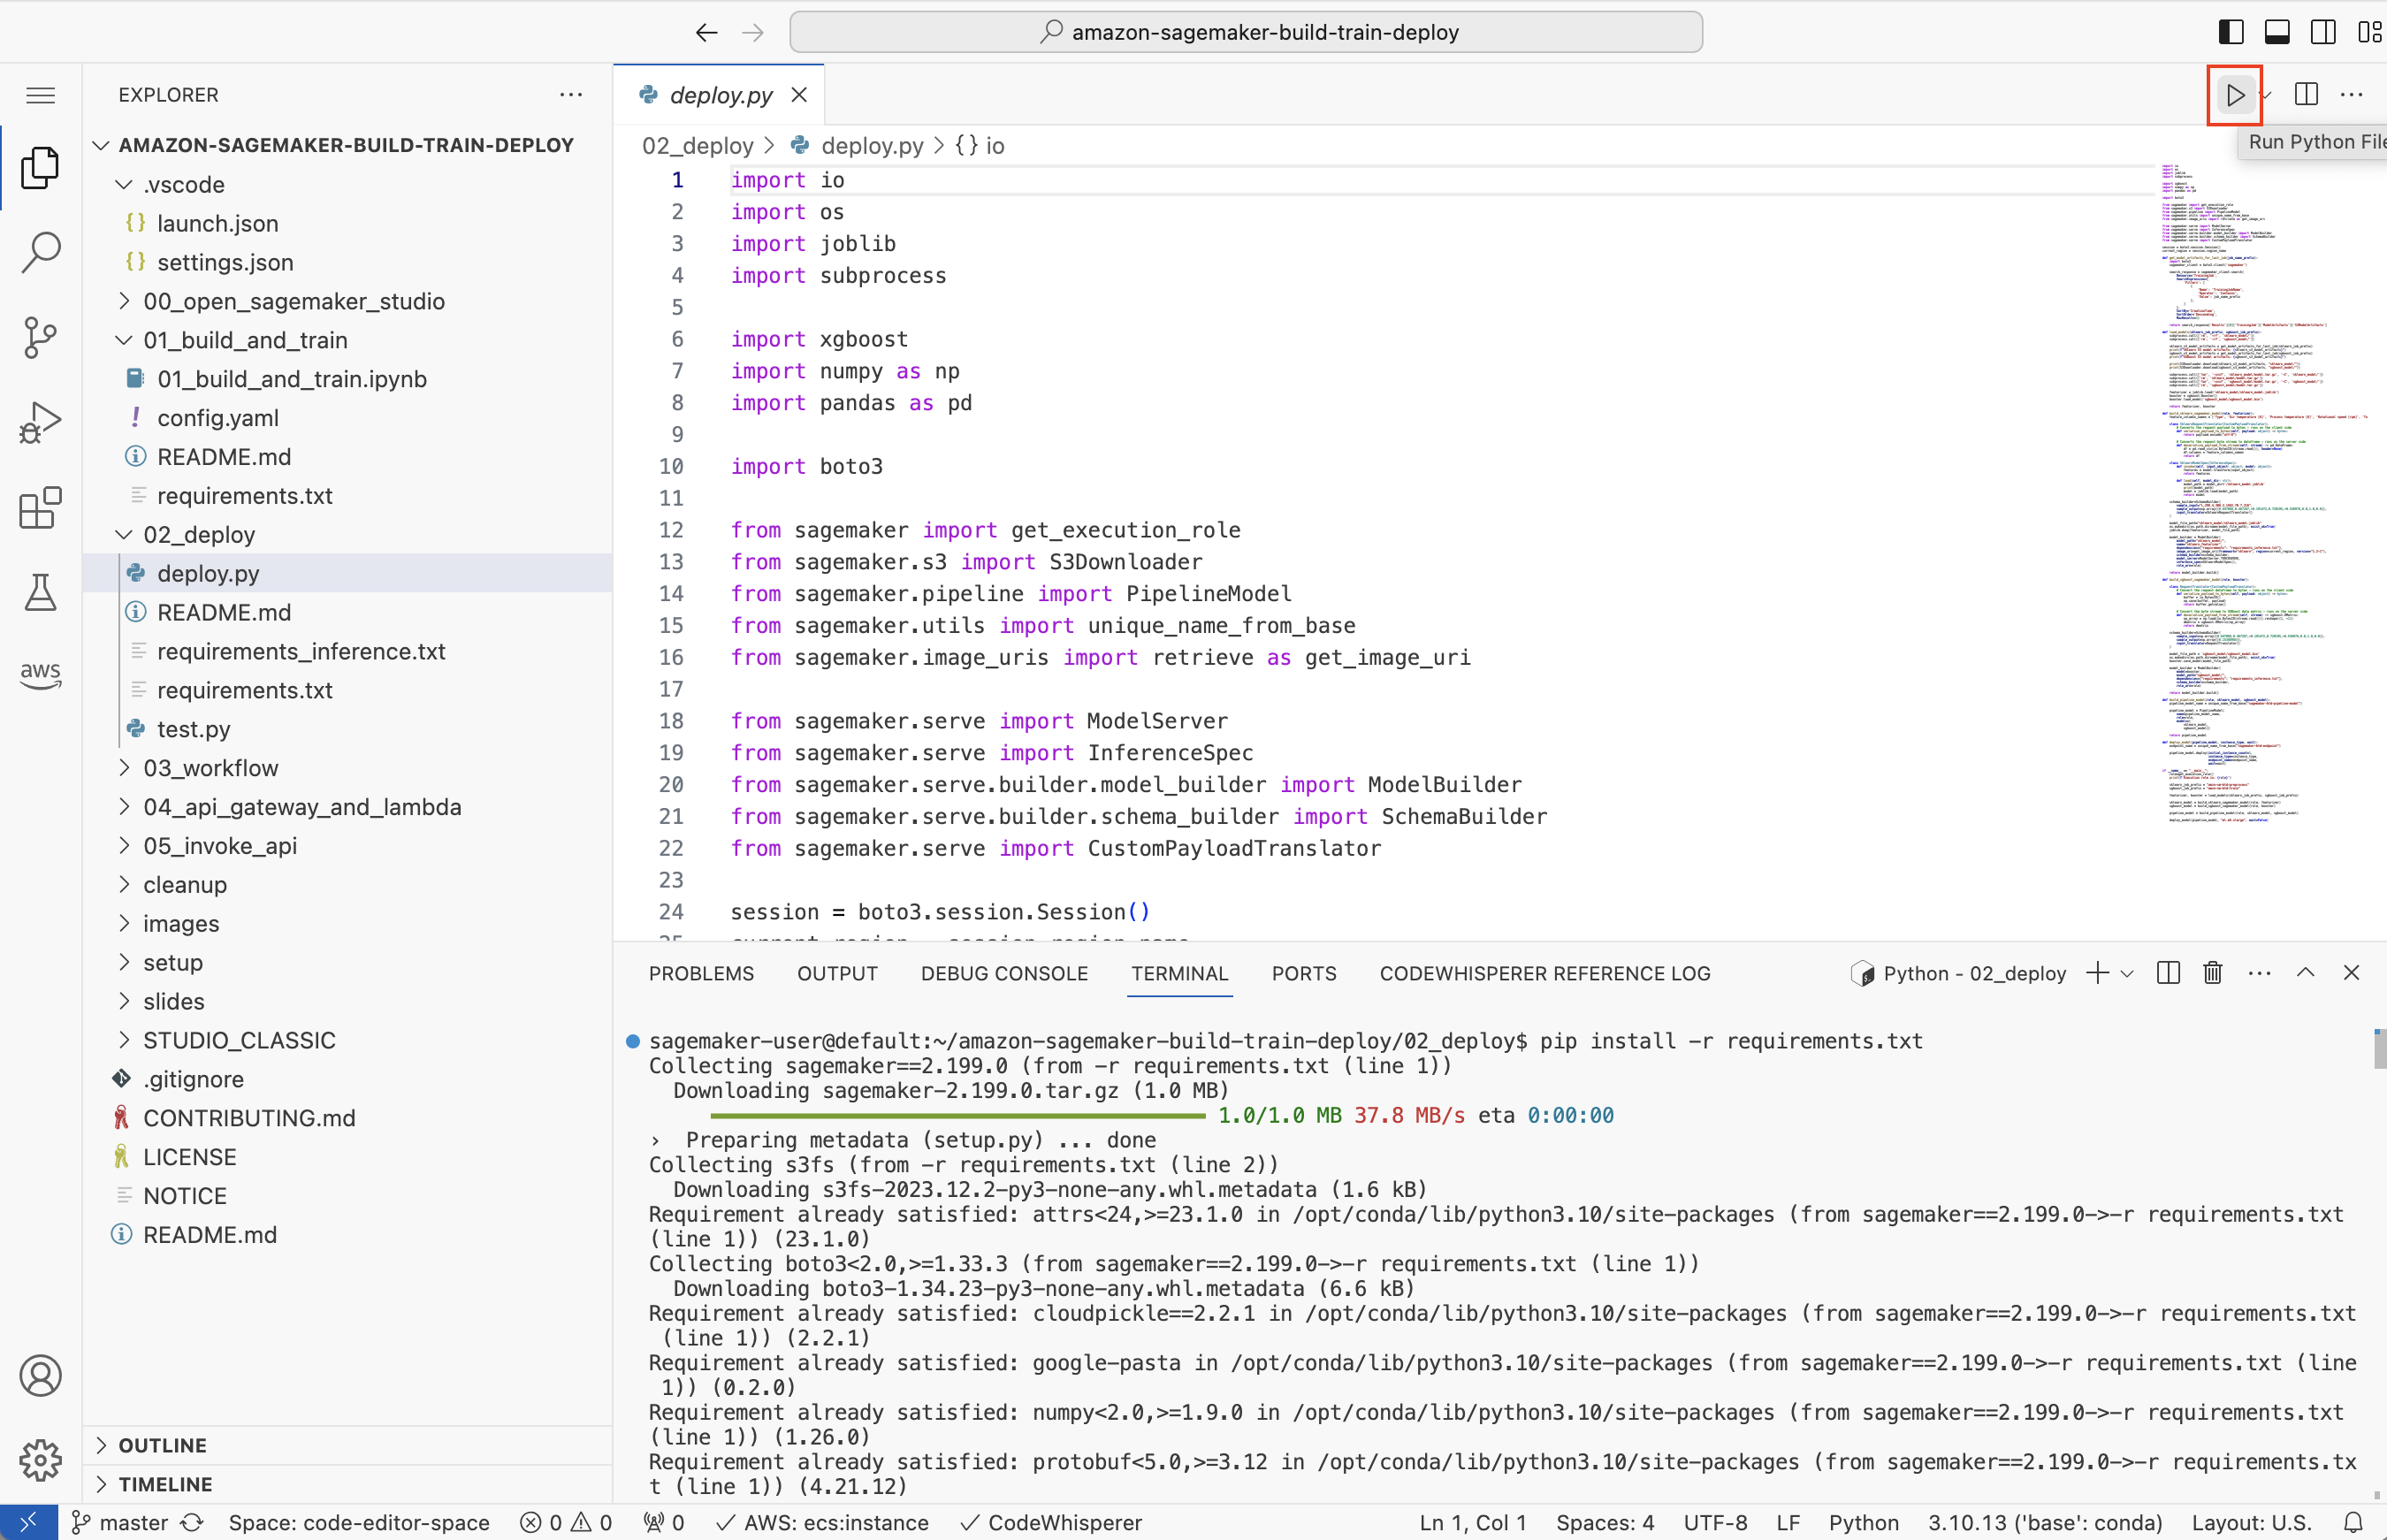 amazon-sagemaker-build-train-deploy
EXPLORER
AMAZON-SAGEMAKER-BUILD-TRAIN-DEPLOY
.vscode
{} launch.json
{} settings.json
00_open_sagemaker_studio
01_build_and_train
01_build_and_train.ipynb
! config.yaml
README.md
requirements.txt
02_deploy
deploy.py
README.md
requirements_inference.txt
requirements.txt
test.py
03_workflow
04_api_gateway_and_lambda
05_invoke_api
cleanup
images
setup
slides
STUDIO_CLASSIC
.gitignore
CONTRIBUTING.md
LICENSE
NOTICE
README.md
OUTLINE
TIMELINE
aws
deploy.py
Run Python File
02_deploy > deploy.py > {} io
1 import io
2 import os
3 import joblib
4 import subprocess
5
6 import xgboost
7 import numpy as np
8 import pandas as pd
9
10 import boto3
11
12 from sagemaker import get_execution_role
13 from sagemaker.s3 import S3Downloader
14 from sagemaker.pipeline import PipelineModel
15 from sagemaker.utils import unique_name_from_base
16 from sagemaker.image_uris import retrieve as get_image_uri
17
18 from sagemaker.serve import ModelServer
19 from sagemaker.serve import InferenceSpec
20 from sagemaker.serve.builder.model_builder import ModelBuilder
21 from sagemaker.serve.builder.schema_builder import SchemaBuilder
22 from sagemaker.serve import CustomPayloadTranslator
23
24 session = boto3.session.Session()
PROBLEMS OUTPUT DEBUG CONSOLE TERMINAL PORTS CODEWHISPERER REFERENCE LOG Python - 02_deploy
sagemaker-user@default:~/amazon-sagemaker-build-train-deploy/02_deploy$ pip install -r requirements.txt
Collecting sagemaker==2.199.0 (from -r requirements.txt (line 1))
Downloading sagemaker-2.199.0.tar.gz (1.0 MB)
1.0/1.0 MB 37.8 MB/s eta 0:00:00
› Preparing metadata (setup.py) ... done
Collecting s3fs (from -r requirements.txt (line 2))
Downloading s3fs-2023.12.2-py3-none-any.whl.metadata (1.6 kB)
Requirement already satisfied: attrs<24,>=23.1.0 in /opt/conda/lib/python3.10/site-packages (from sagemaker==2.199.0->-r requirements.txt
(line 1)) (23.1.0)
Collecting boto3<2.0,>=1.33.3 (from sagemaker==2.199.0->-r requirements.txt (line 1))
Downloading boto3-1.34.23-py3-none-any.whl.metadata (6.6 kB)
Requirement already satisfied: cloudpickle==2.2.1 in /opt/conda/lib/python3.10/site-packages (from sagemaker==2.199.0->-r requirements.txt
(line 1)) (2.2.1)
Requirement already satisfied: google-pasta in /opt/conda/lib/python3.10/site-packages (from sagemaker==2.199.0->-r requirements.txt (line
1)) (0.2.0)
Requirement already satisfied: numpy<2.0,>=1.9.0 in /opt/conda/lib/python3.10/site-packages (from sagemaker==2.199.0->-r requirements.txt
(line 1)) (1.26.0)
Requirement already satisfied: protobuf<5.0,>=3.12 in /opt/conda/lib/python3.10/site-packages (from sagemaker==2.199.0->-r requirements.tx
t (line 1)) (4.21.12)
master Space: code-editor-space 0 0 0 AWS: ecs:instance CodeWhisperer Ln 1, Col 1 Spaces: 4 UTF-8 LF Python 3.10.13 ('base': conda) Layout: U.S.